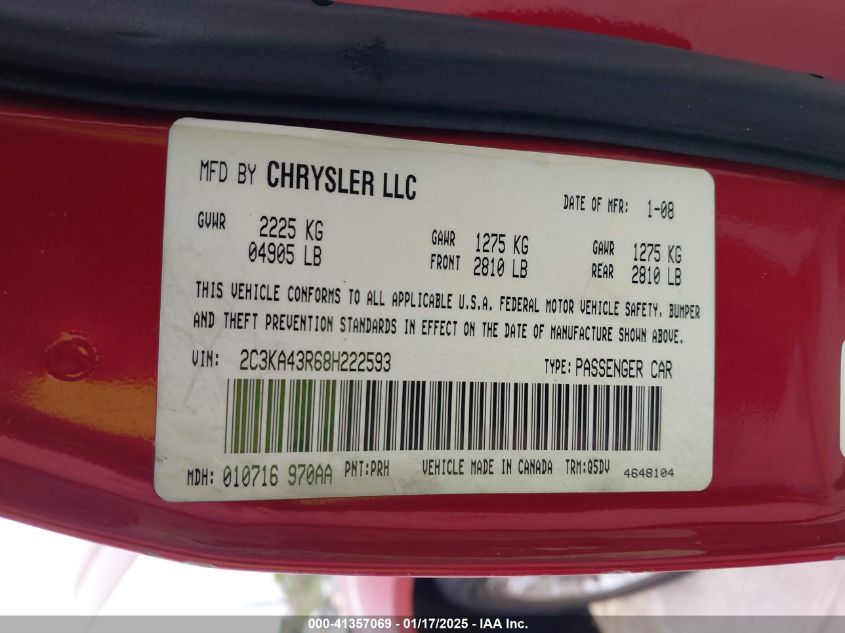 MFD BY CHRYSLER LLC DATE OF MFR: 1-08
GVWR 2225 KG GAWR 1275 KG GAWR 1275 KG
04905 LB FRONT 2810 LB REAR 2810 LB
THIS VEHICLE CONFORMS TO ALL APPLICABLE U.S.A. FEDERAL MOTOR VEHICLE SAFETY, BUMPER
AND THEFT PREVENTION STANDARDS IN EFFECT ON THE DATE OF MANUFACTURE SHOWN ABOVE.
VIN: 2C3KA43R68H222593 TYPE: PASSENGER CAR
MDH: 010716 970AA PNT:PRH VEHICLE MADE IN CANADA TRM:Q5DV 4648104
000-41357069 - 01/17/2025 - IAA Inc.